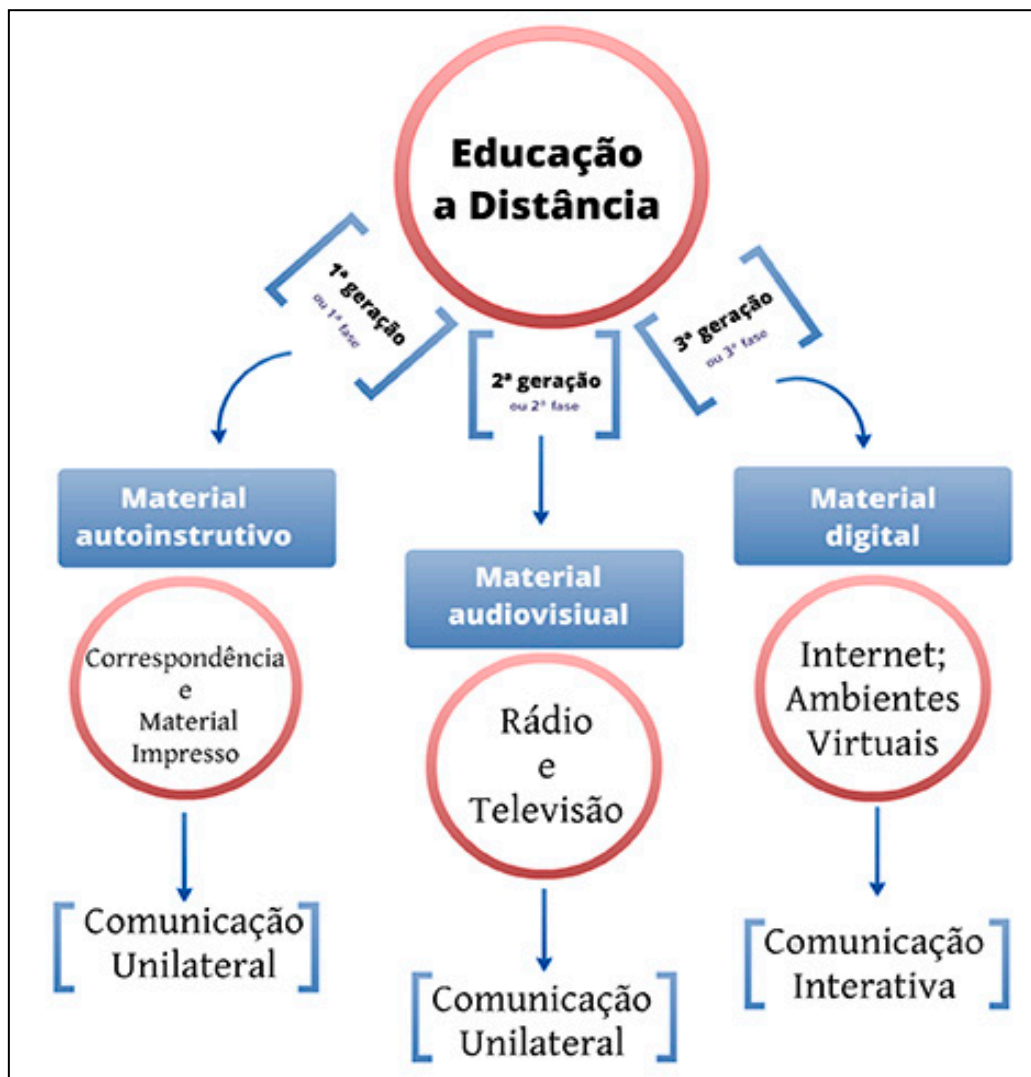 Educação
a Distância
1ª geração
ou 1ª fase
2ª geração
ou 2ª fase
3ª geração
ou 3ª fase
Material
autoinstrutivo
Correspondência
e
Material
Impresso
Comunicação
Unilateral
Material
audiovisiual
Rádio
e
Televisão
Comunicação
Unilateral
Material
digital
Internet;
Ambientes
Virtuais
Comunicação
Interativa